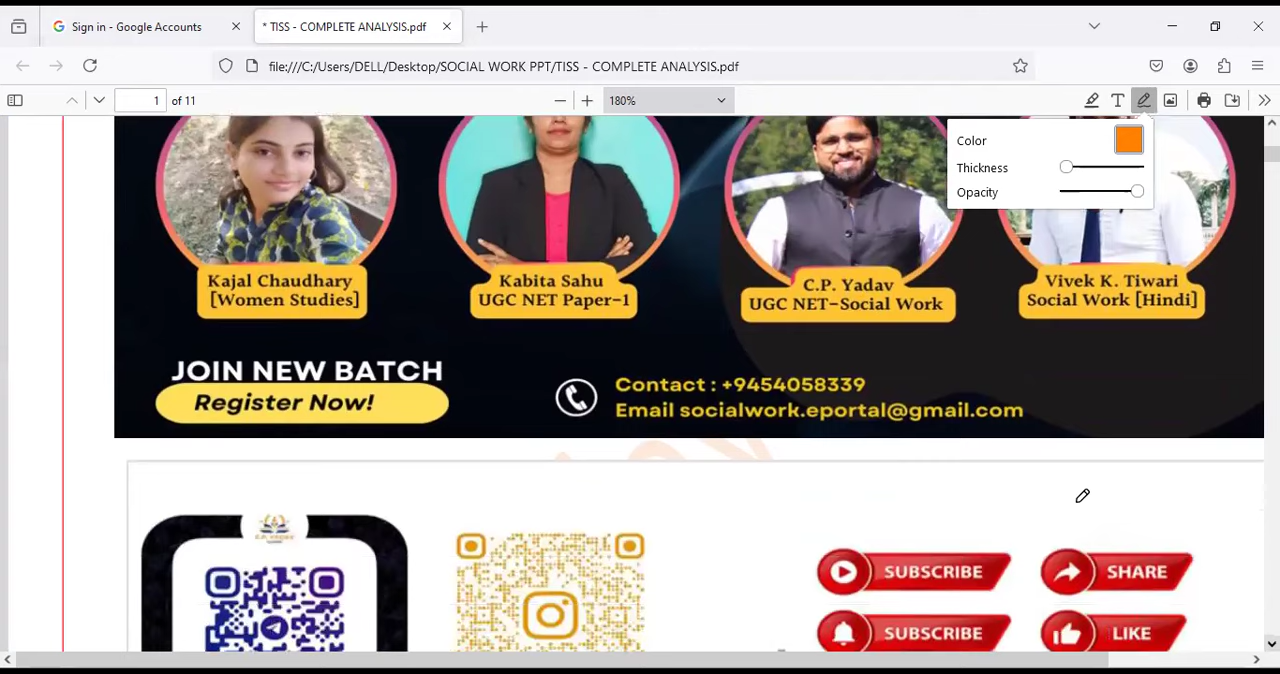 Sign in - Google Accounts
* TISS - COMPLETE ANALYSIS.pdf
file:///C:/Users/DELL/Desktop/SOCIAL WORK PPT/TISS - COMPLETE ANALYSIS.pdf
1 of 11
180%
Color
Thickness
Opacity
Kajal Chaudhary
[Women Studies]
Kabita Sahu
UGC NET Paper-1
C.P. Yadav
UGC NET-Social Work
Vivek K. Tiwari
Social Work [Hindi]
JOIN NEW BATCH
Register Now!
Contact : +9454058339
Email socialwork.eportal@gmail.com
SUBSCRIBE
SHARE
SUBSCRIBE
LIKE